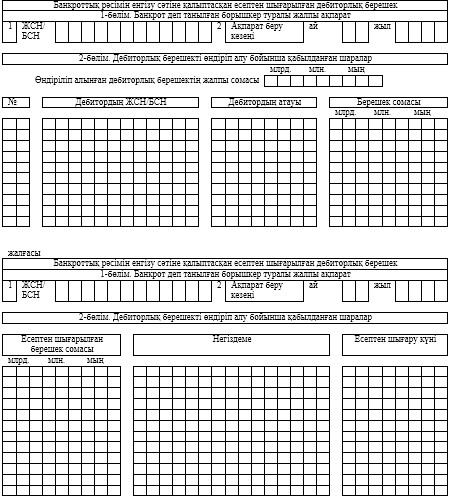 Банкроттық рәсімін енгізу сәтіне қалыптасқан есептен шығарылған дебиторлық берешек
1-бөлім. Банкрот деп танылған борышкер туралы жалпы ақпарат
1 ЖСН/БСН 2 Ақпарат беру кезеңі ай жыл
2-бөлім. Дебиторлық берешекті өндіріп алу бойынша қабылданған шаралар
млрд. млн. мың
Өндіріліп алынған дебиторлық берешектің жалпы сомасы
№ Дебитордың ЖСН/БСН Дебитордың атауы Берешек сомасы
млрд. млн. мың
жалғасы
Банкроттық рәсімін енгізу сәтіне қалыптасқан есептен шығарылған дебиторлық берешек
1-бөлім. Банкрот деп танылған борышкер туралы жалпы ақпарат
1 ЖСН/БСН 2 Ақпарат беру кезеңі ай жыл
2-бөлім. Дебиторлық берешекті өндіріп алу бойынша қабылданған шаралар
Есептен шығарылған берешек сомасы Негіздеме Есептен шығару күні
млрд. млн. мың